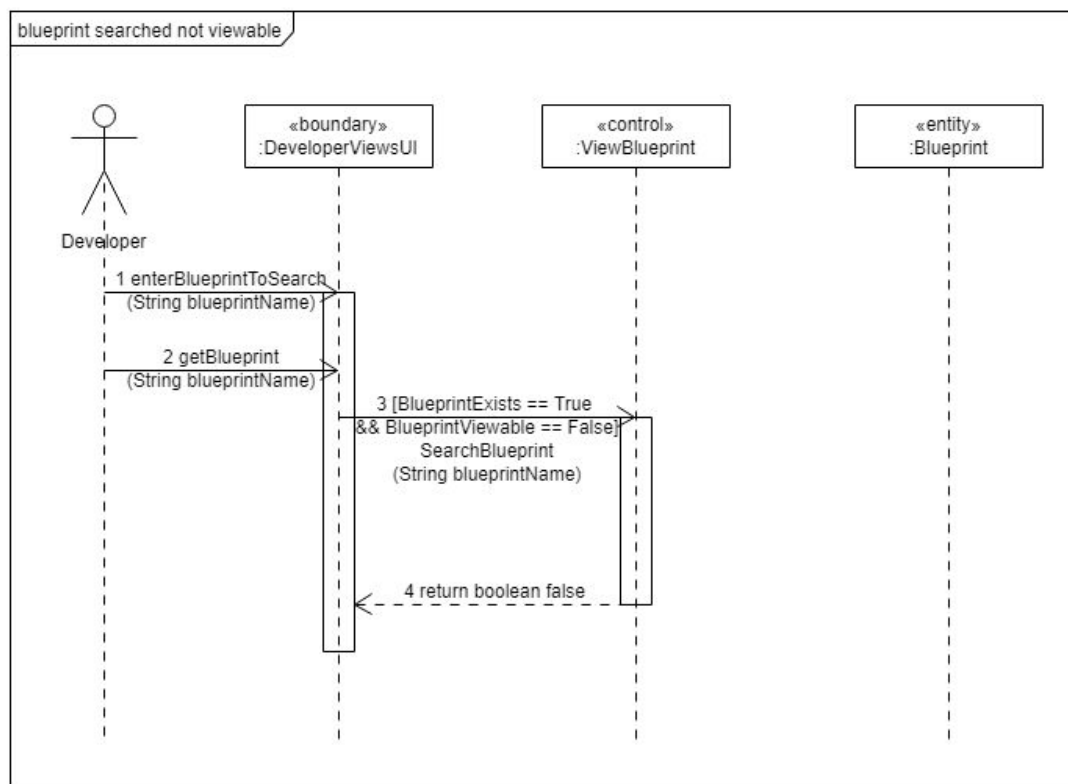 blueprint searched not viewable
«boundary»
:DeveloperViewsUI
«control»
:ViewBlueprint
«entity»
:Blueprint
Developer
1 enterBlueprintToSearch
(String blueprintName)
2 getBlueprint
(String blueprintName)
3 [BlueprintExists == True
&& BlueprintViewable == False]
SearchBlueprint
(String blueprintName)
4 return boolean false